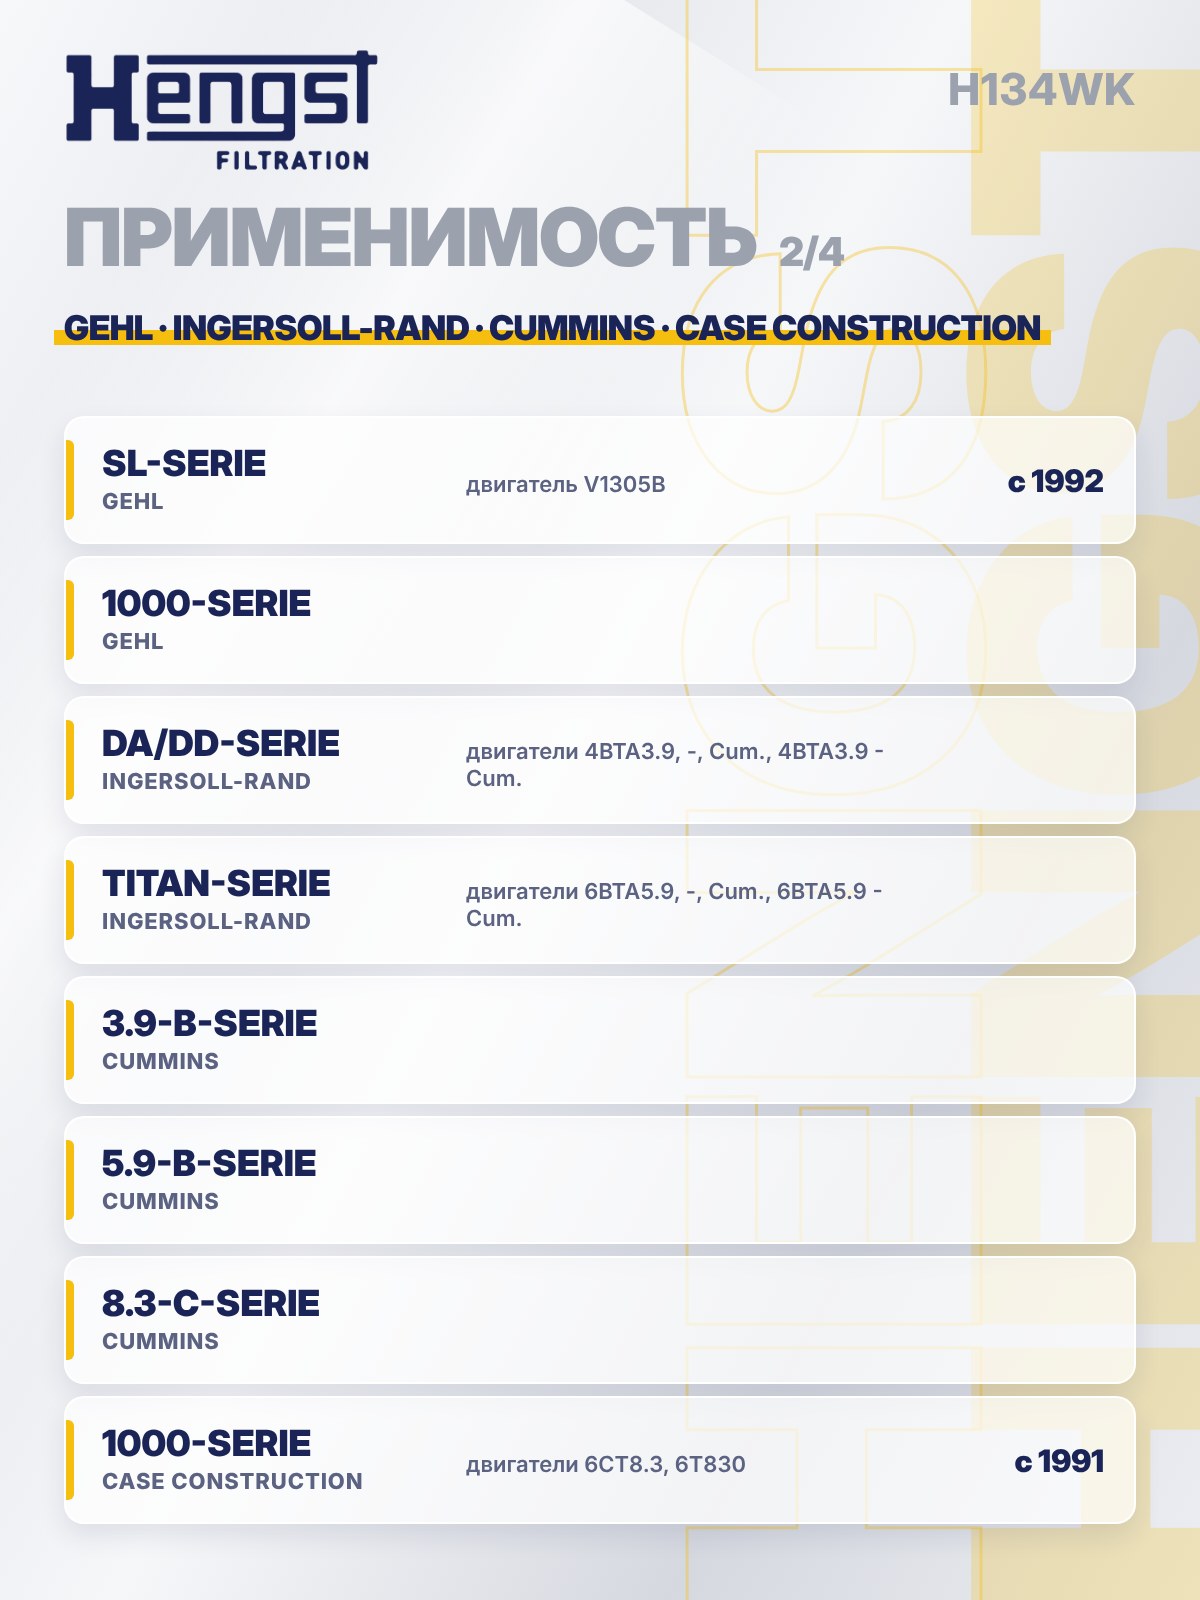 Hengst
FILTRATION
H134WK
ПРИМЕНИМОСТЬ 2/4
GEHL · INGERSOLL-RAND · CUMMINS · CASE CONSTRUCTION
SL-SERIE
GEHL
двигатель V1305B
с 1992
1000-SERIE
GEHL
DA/DD-SERIE
INGERSOLL-RAND
двигатели 4BTA3.9, -, Cum., 4BTA3.9 -
Cum.
TITAN-SERIE
INGERSOLL-RAND
двигатели 6BTA5.9, -, Cum., 6BTA5.9 -
Cum.
3.9-B-SERIE
CUMMINS
5.9-B-SERIE
CUMMINS
8.3-C-SERIE
CUMMINS
1000-SERIE
CASE CONSTRUCTION
двигатели 6CT8.3, 6T830
с 1991
HENGST
HENGST